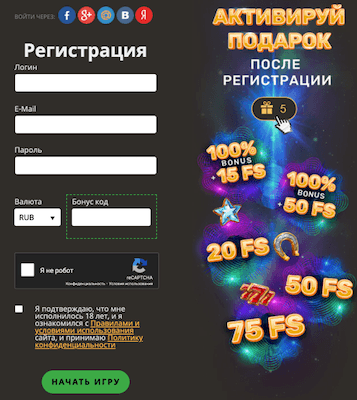 ВОЙТИ ЧЕРЕЗ:
f
g+
@
B
Я
Регистрация
Логин
E-Mail
Пароль
Валюта
Бонус код
RUB
Я не робот
reCAPTCHA
Конфиденциальность - Условия использования
Я подтверждаю, что мне
исполнилось 18 лет, и я
ознакомился с Правилами и
условиями использования
сайта, и принимаю Политику
конфиденциальности
НАЧАТЬ ИГРУ
АКТИВИРУЙ
ПОДАРОК
ПОСЛЕ
РЕГИСТРАЦИИ
5
100%
BONUS
+15 FS
100%
BONUS
+50 FS
20 FS
50 FS
777
75 FS